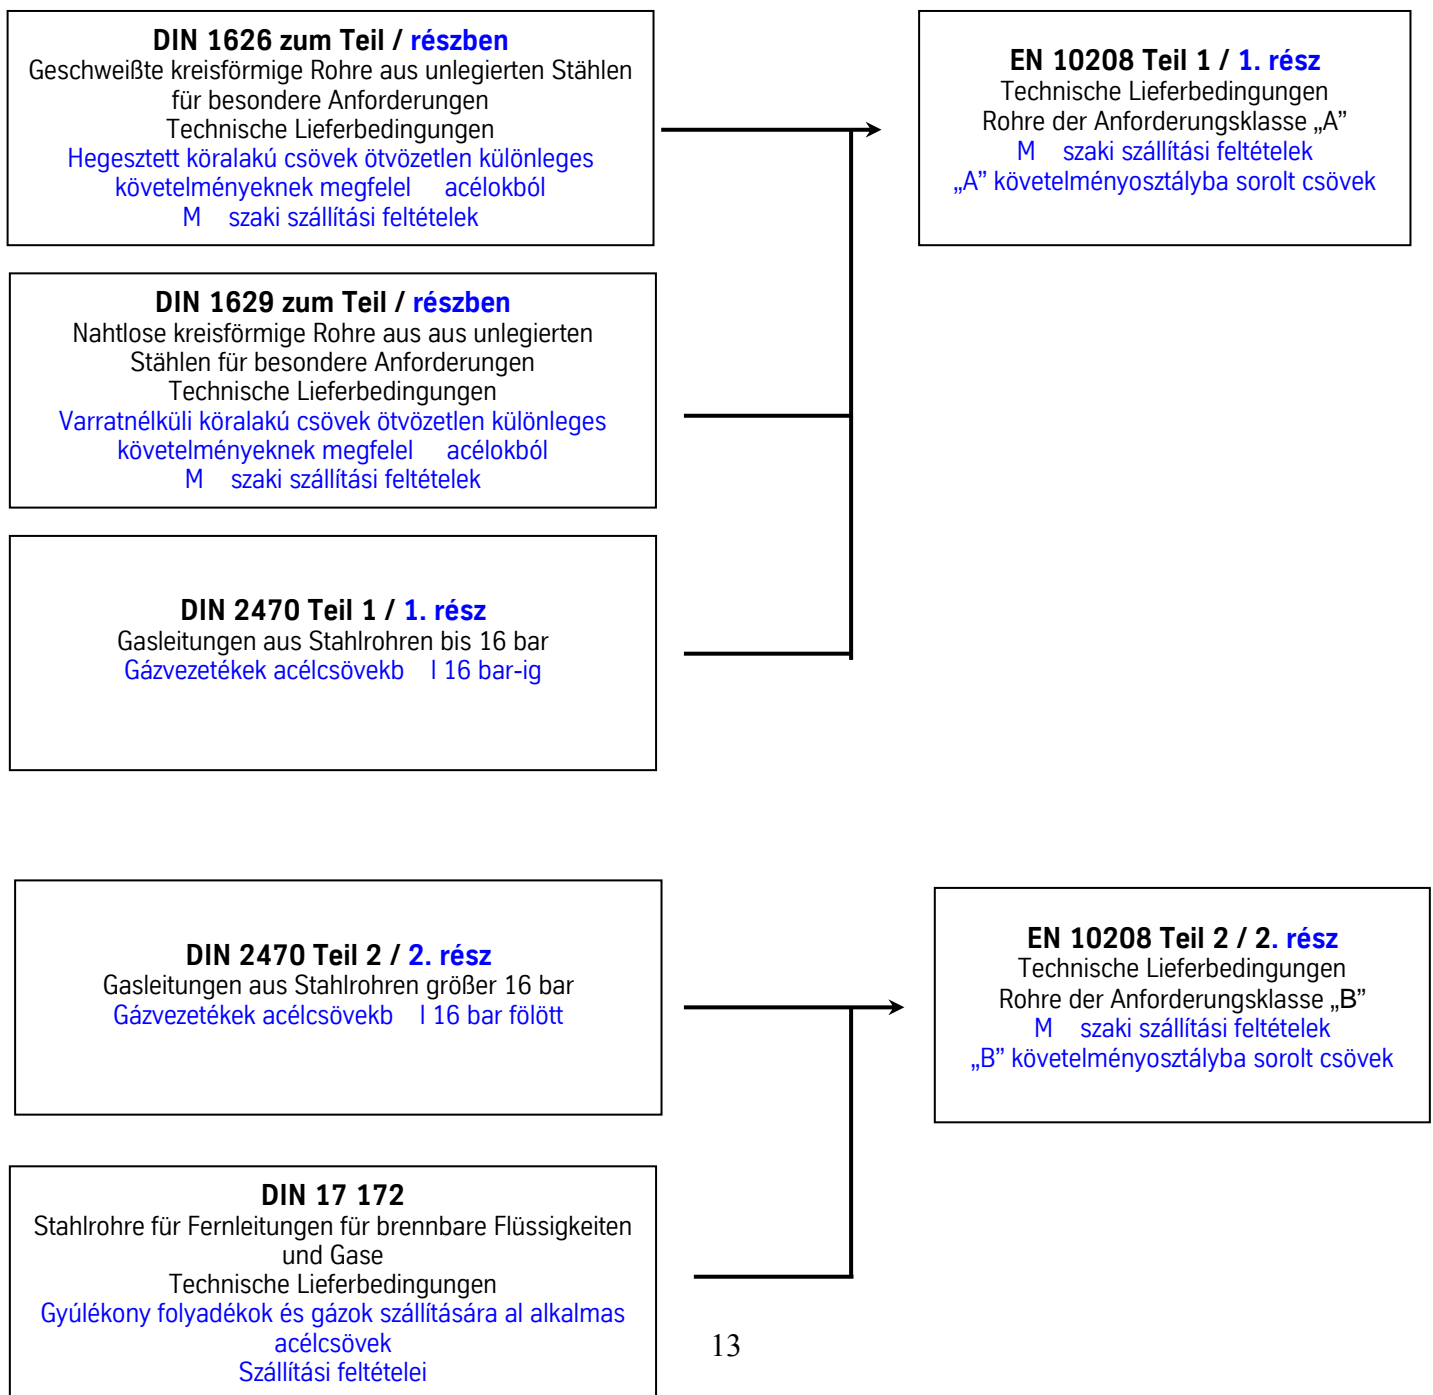 DIN 1626 zum Teil / részben
Geschweißte kreisförmige Rohre aus unlegierten Stählen
für besondere Anforderungen
Technische Lieferbedingungen
Hegesztett köralakú csövek ötvözetlen különleges
követelményeknek megfelel acélokból
M szaki szállítási feltételek
EN 10208 Teil 1 / 1. rész
Technische Lieferbedingungen
Rohre der Anforderungsklasse „A”
M szaki szállítási feltételek
„A” követelményosztályba sorolt csövek
DIN 1629 zum Teil / részben
Nahtlose kreisförmige Rohre aus aus unlegierten
Stählen für besondere Anforderungen
Technische Lieferbedingungen
Varratnélküli köralakú csövek ötvözetlen különleges
követelményeknek megfelel acélokból
M szaki szállítási feltételek
DIN 2470 Teil 1 / 1. rész
Gasleitungen aus Stahlrohren bis 16 bar
Gázvezetékek acélcsövekb l 16 bar-ig
DIN 2470 Teil 2 / 2. rész
Gasleitungen aus Stahlrohren größer 16 bar
Gázvezetékek acélcsövekb l 16 bar fölött
EN 10208 Teil 2 / 2. rész
Technische Lieferbedingungen
Rohre der Anforderungsklasse „B”
M szaki szállítási feltételek
„B” követelményosztályba sorolt csövek
DIN 17 172
Stahlrohre für Fernleitungen für brennbare Flüssigkeiten
und Gase
Technische Lieferbedingungen
Gyúlékony folyadékok és gázok szállítására al alkalmas
acélcsövek
Szállítási feltételei
13